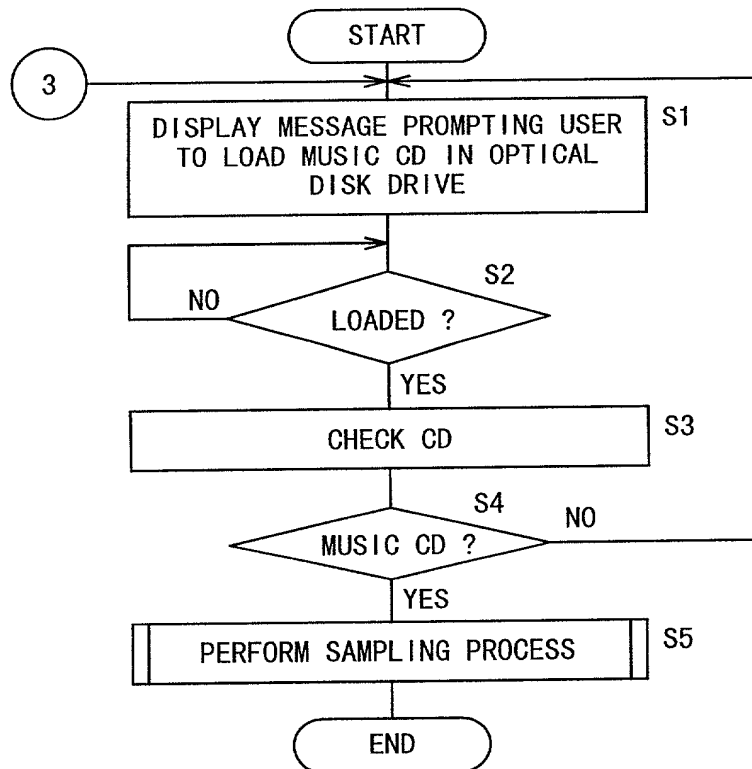 START
3
DISPLAY MESSAGE PROMPTING USER
TO LOAD MUSIC CD IN OPTICAL
DISK DRIVE
S1
S2
NO
LOADED ?
YES
CHECK CD
S3
S4
MUSIC CD ?
NO
YES
PERFORM SAMPLING PROCESS
S5
END